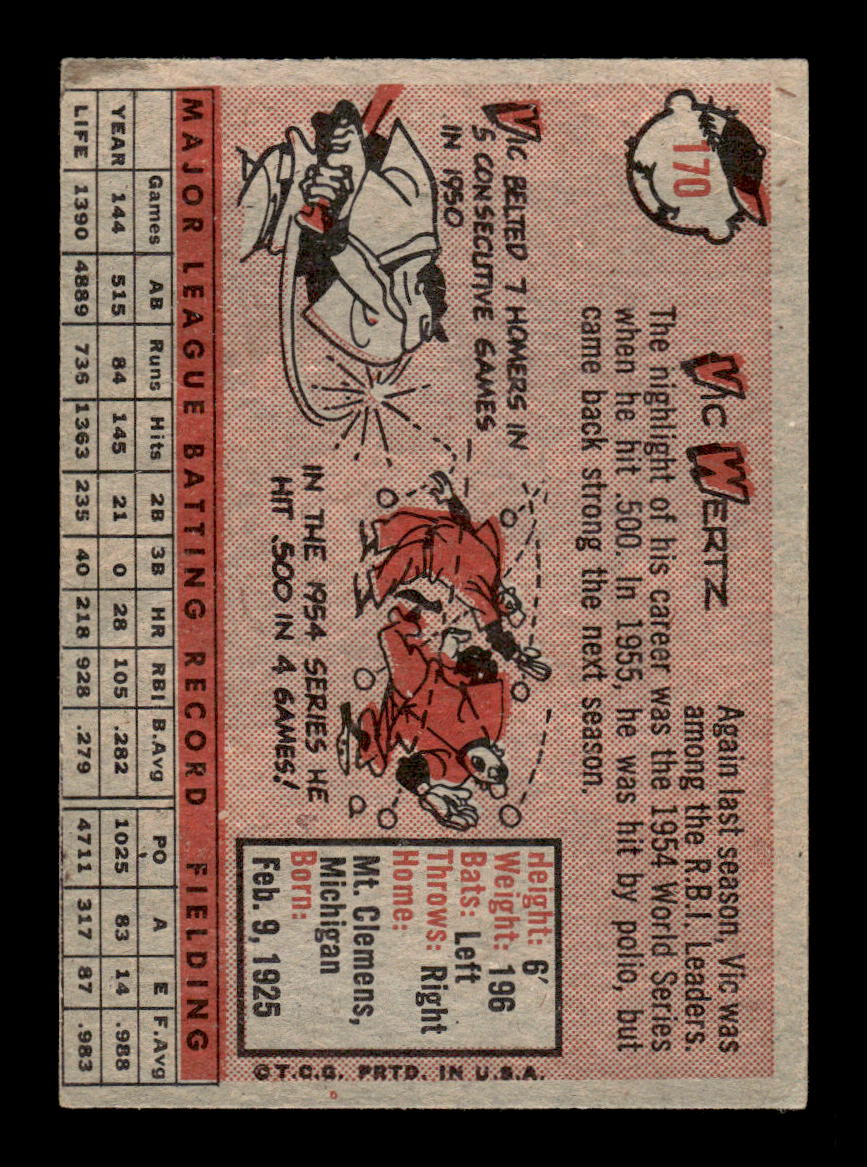 170
VIC WERTZ
Again last season, Vic was
among the R.B.I. Leaders.
The highlight of his career was the 1954 World Series
when he hit .500. In 1955, he was hit by polio, but
came back strong the next season.
VIC BELTED 7 HOMERS IN
5 CONSECUTIVE GAMES
IN 1950
IN THE 1954 SERIES HE
HIT .500 IN 4 GAMES!
Height: 6'
Weight: 196
Bats: Left
Throws: Right
Home:
Mt. Clemens,
Michigan
Born:
Feb. 9, 1925
©T.C.G. PRTD. IN U.S.A.
MAJOR LEAGUE BATTING RECORD FIELDING
Games AB Runs Hits 2B 3B HR RBI B.Avg PO A E F.Avg
YEAR 144 515 84 145 21 0 28 105 .282 1025 83 14 .988
LIFE 1390 4889 736 1363 235 40 218 928 .279 4711 317 87 .983